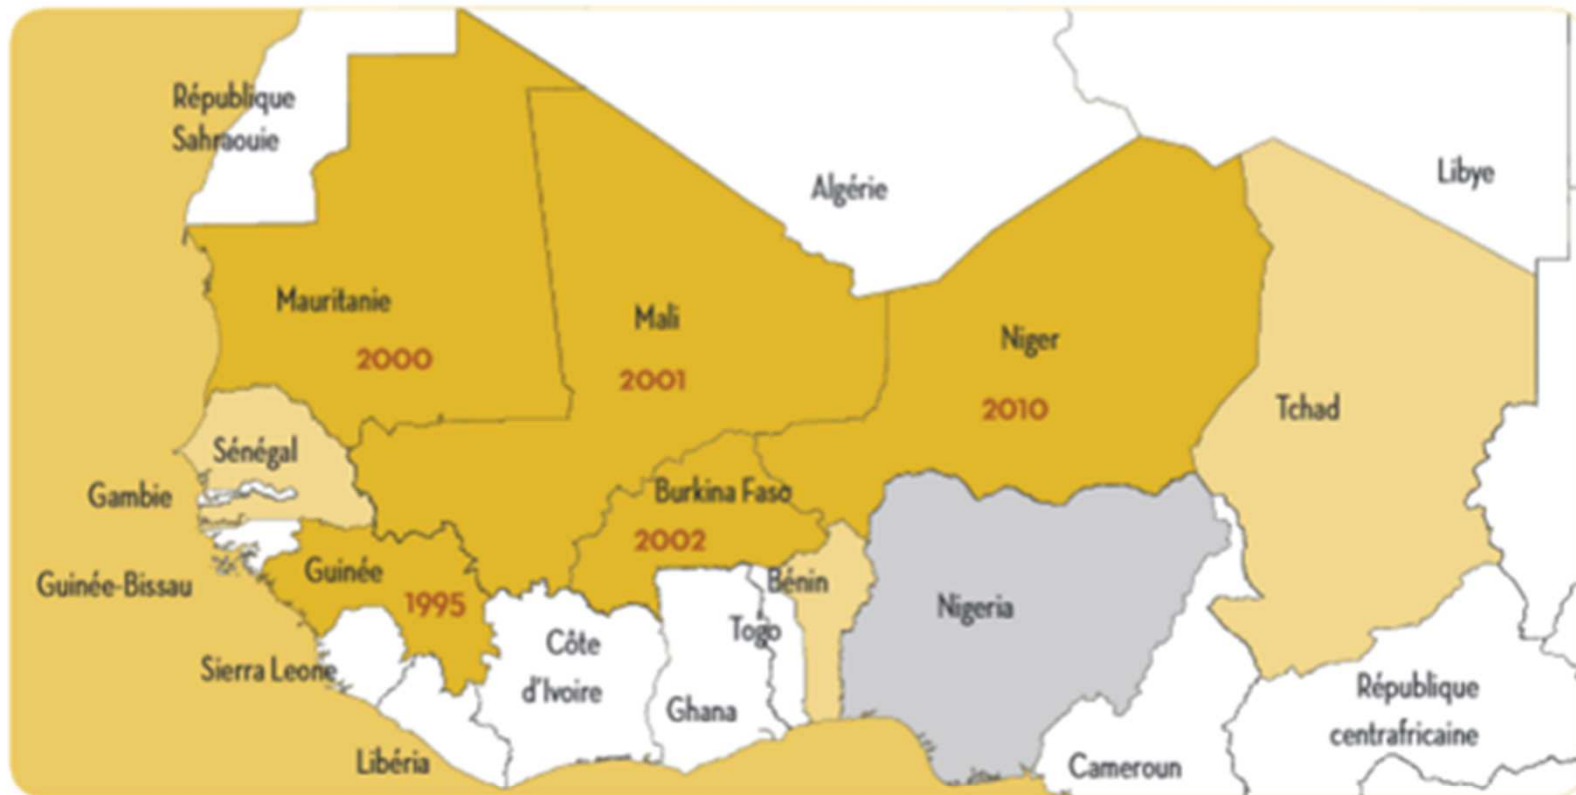 République
Sahraouie
Algérie
Libye
Mauritanie
2000
Mali
2001
Niger
2010
Tchad
Sénégal
Gambie
Burkina Faso
2002
Guinée
1995
Guinée-Bissau
Bénin
Nigeria
Togo
Côte
d'Ivoire
Sierra Leone
Ghana
République
centrafricaine
Libéria
Cameroun